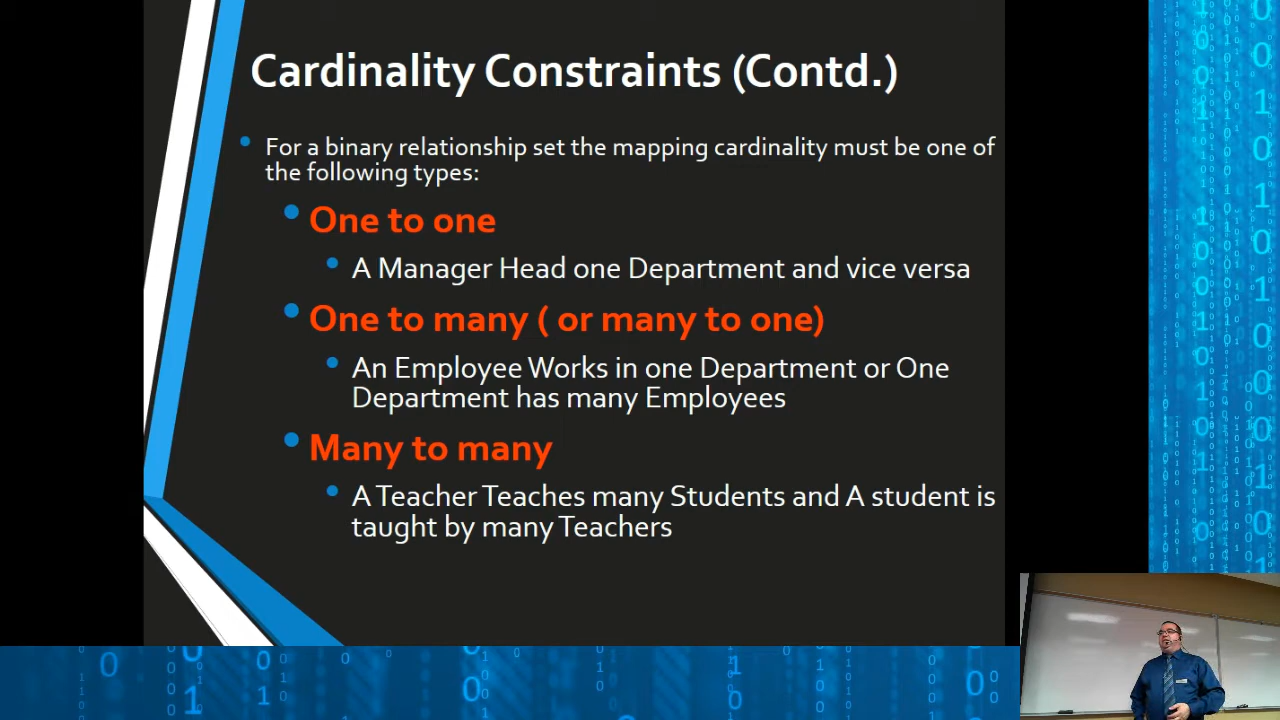 Cardinality Constraints (Contd.)
For a binary relationship set the mapping cardinality must be one of
the following types:
One to one
A Manager Head one Department and vice versa
One to many ( or many to one)
An Employee Works in one Department or One
Department has many Employees
Many to many
A Teacher Teaches many Students and A student is
taught by many Teachers